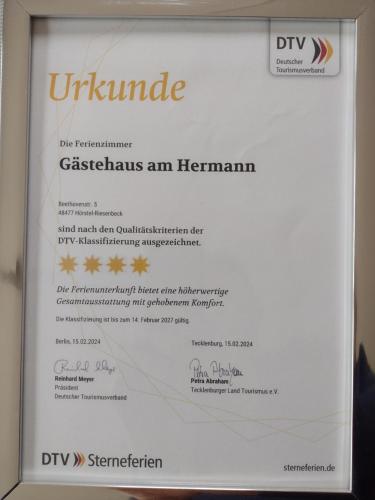 DTV
Deutscher
Tourismusverband
Urkunde
Die Ferienzimmer
Gästehaus am Hermann
Beethovenstr. 5
48477 Hörstel-Riesenbeck
sind nach den Qualitätskriterien der
DTV-Klassifizierung ausgezeichnet.
Die Ferienunterkunft bietet eine höherwertige
Gesamtausstattung mit gehobenem Komfort.
Die Klassifizierung ist bis zum 14. Februar 2027 gültig.
Berlin, 15.02.2024
Tecklenburg, 15.02.2024
Reinhard Meyer
Präsident
Deutscher Tourismusverband
Petra Abraham
Petra Abraham
Tecklenburger Land Tourismus e.V.
DTV Sterneferien
sterneferien.de